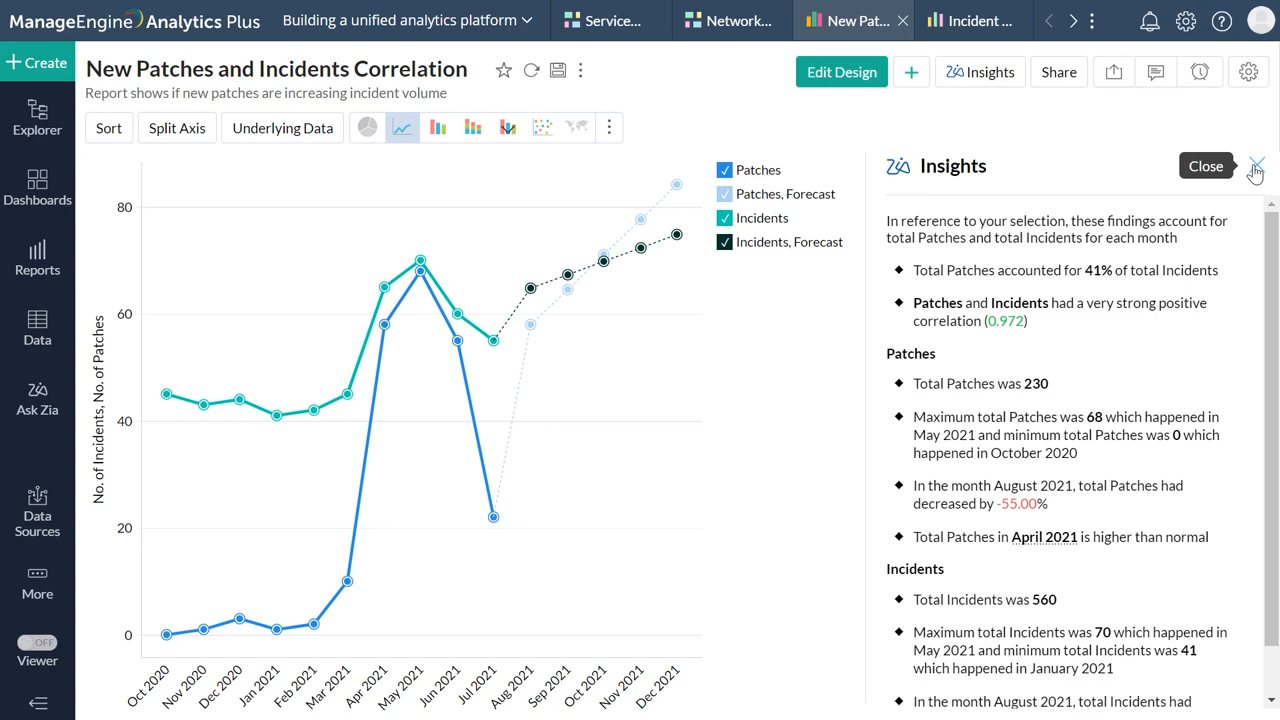 ManageEngine Analytics Plus
Building a unified analytics platform
Service...
Network...
New Pat...
Incident ...
Create
Explorer
Dashboards
Reports
Data
Ask Zia
Data Sources
More
OFF
Viewer
New Patches and Incidents Correlation
Report shows if new patches are increasing incident volume
Edit Design
Insights
Share
Sort
Split Axis
Underlying Data
No. of Incidents, No. of Patches
80
60
40
20
0
Oct 2020
Nov 2020
Dec 2020
Jan 2021
Feb 2021
Mar 2021
Apr 2021
May 2021
Jun 2021
Jul 2021
Aug 2021
Sep 2021
Oct 2021
Nov 2021
Dec 2021
Patches
Patches, Forecast
Incidents
Incidents, Forecast
Insights
Close
In reference to your selection, these findings account for
total Patches and total Incidents for each month
Total Patches accounted for 41% of total Incidents
Patches and Incidents had a very strong positive
correlation (0.972)
Patches
Total Patches was 230
Maximum total Patches was 68 which happened in
May 2021 and minimum total Patches was 0 which
happened in October 2020
In the month August 2021, total Patches had
decreased by -55.00%
Total Patches in April 2021 is higher than normal
Incidents
Total Incidents was 560
Maximum total Incidents was 70 which happened in
May 2021 and minimum total Incidents was 41
which happened in January 2021
In the month August 2021, total Incidents had